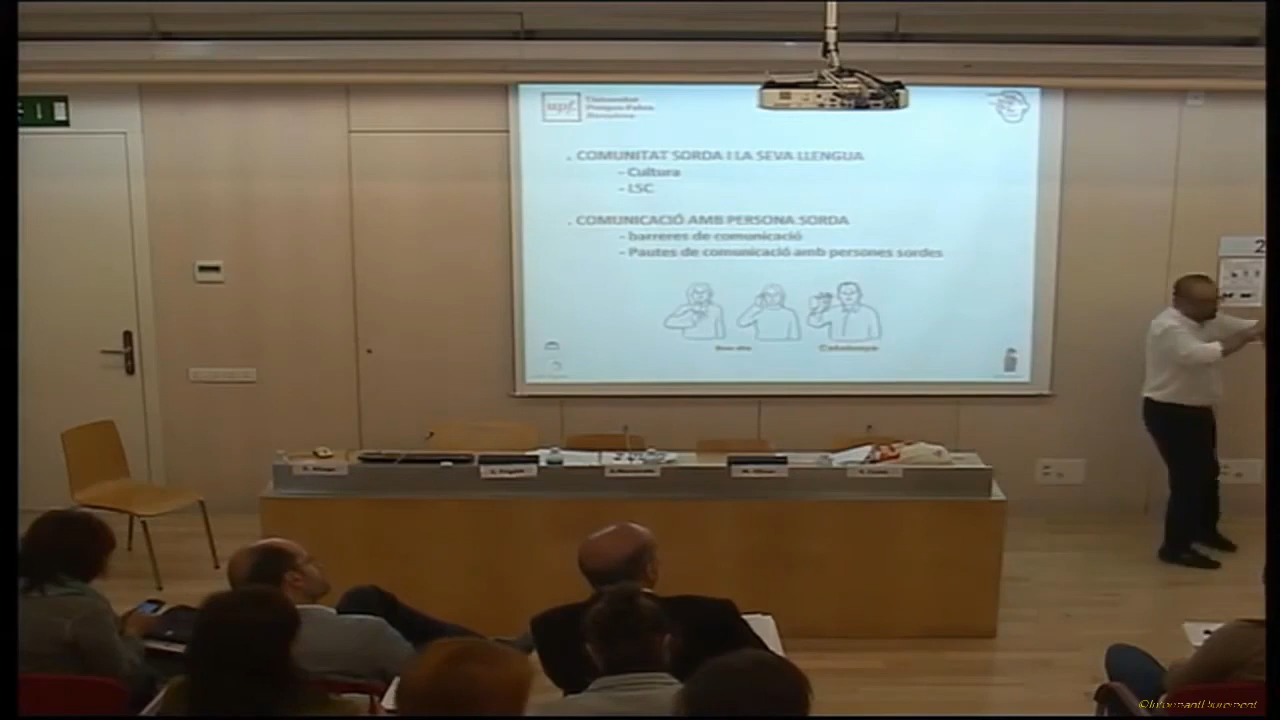 upf.
Universitat
Pompeu Fabra
Barcelona
. COMUNITAT SORDA I LA SEVA LLENGUA
- Cultura
- LSC
. COMUNICACIÓ AMB PERSONA SORDA
- barreres de comunicació
- Pautes de comunicació amb persones sordes
Bon dia
Catalunya
2